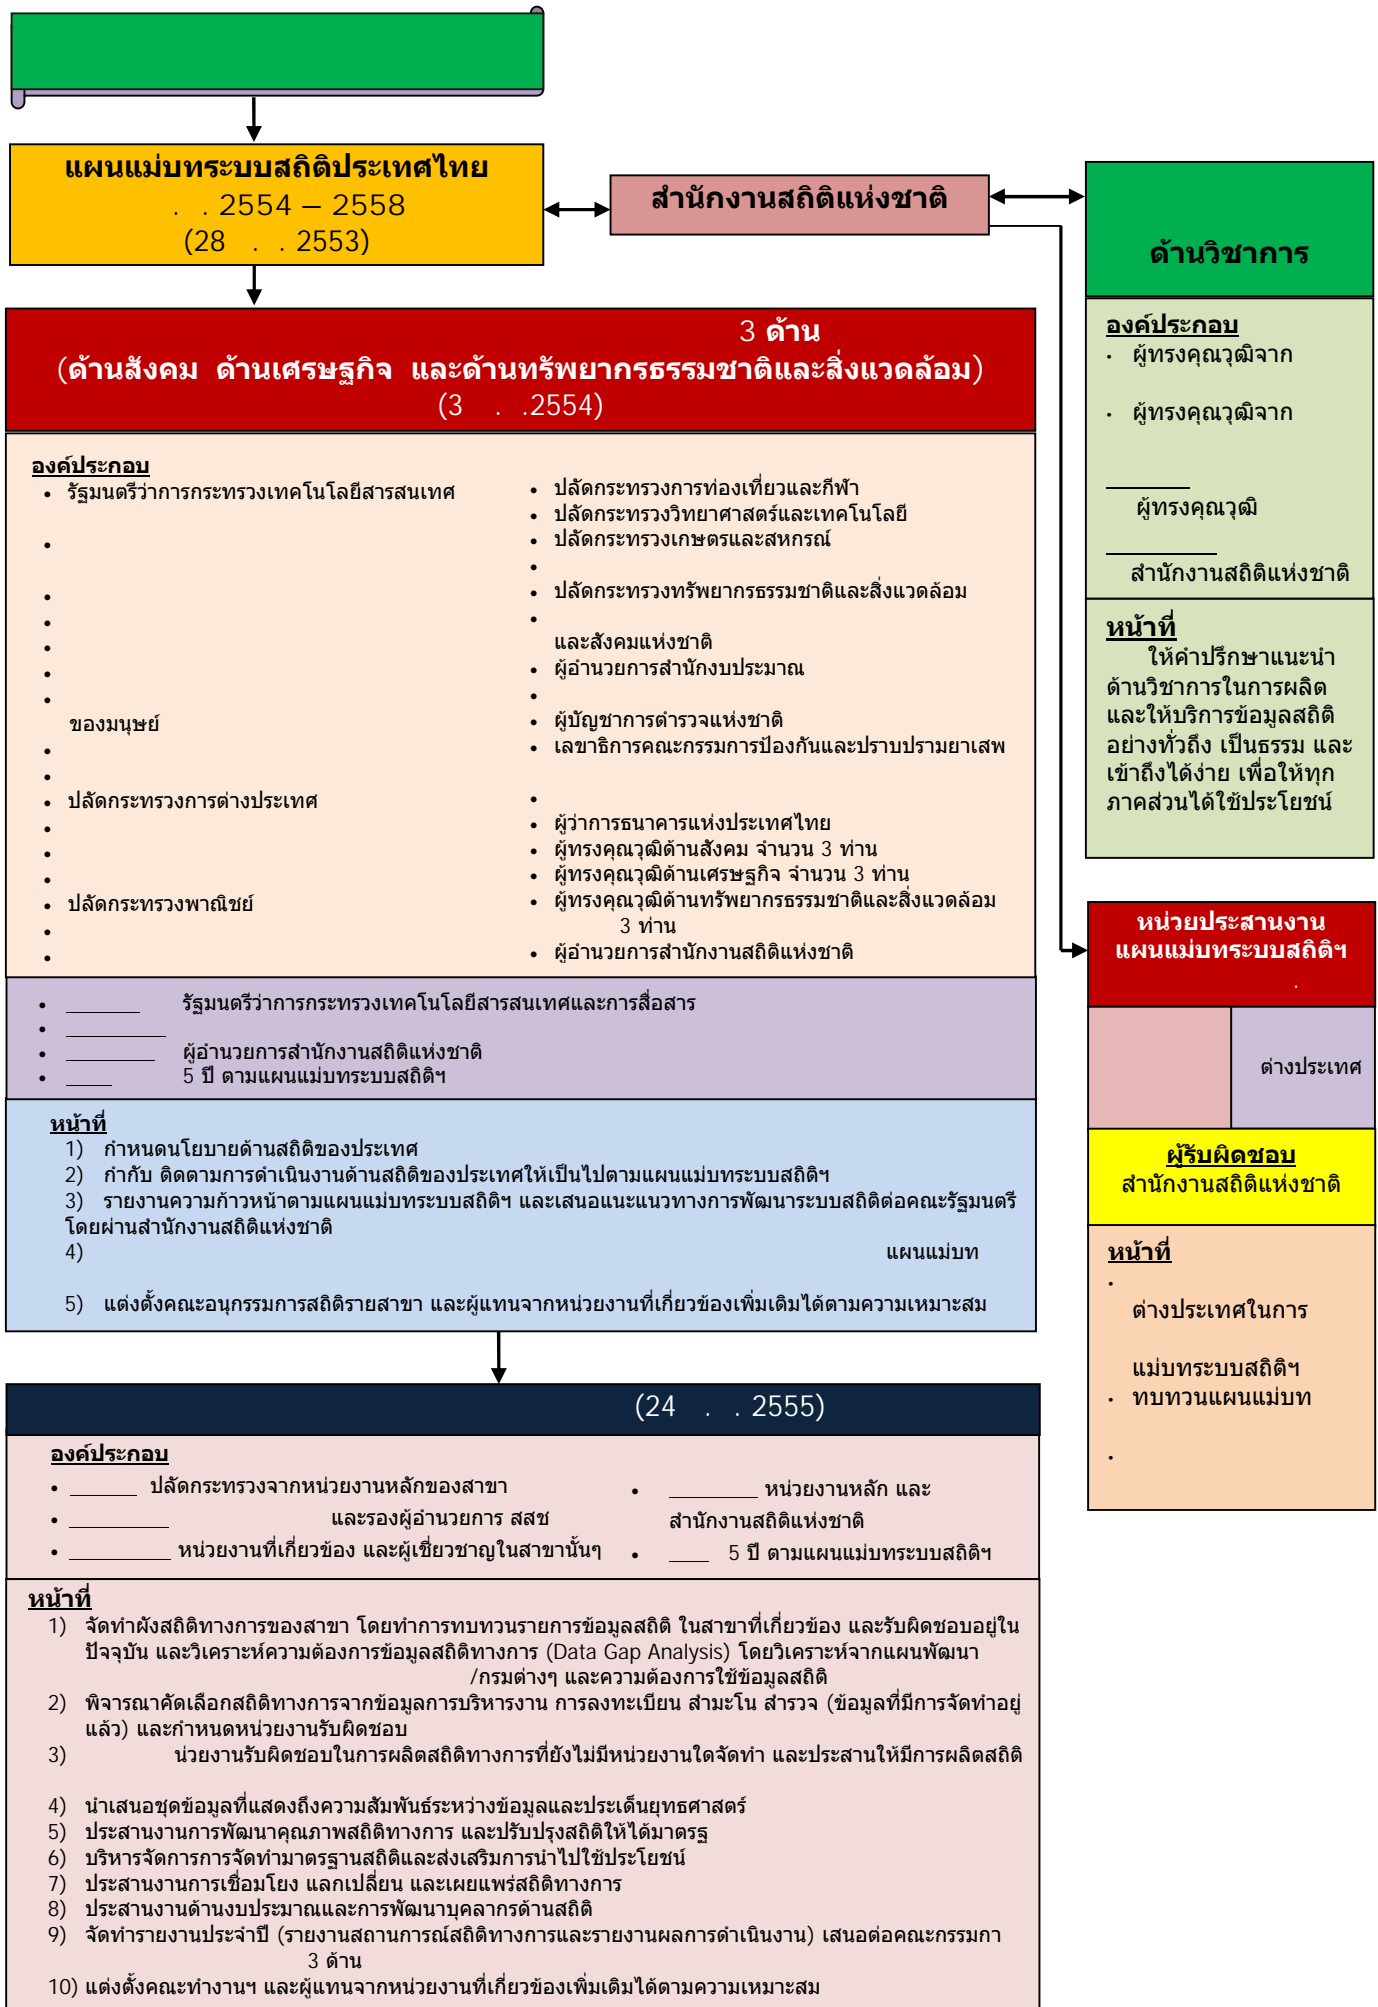 แผนแม่บทระบบสถิติประเทศไทย
. . 2554 – 2558
(28 . . 2553)
สำนักงานสถิติแห่งชาติ
ด้านวิชาการ
องค์ประกอบ
• ผู้ทรงคุณวุฒิจาก
• ผู้ทรงคุณวุฒิจาก
ผู้ทรงคุณวุฒิ
สำนักงานสถิติแห่งชาติ
หน้าที่
ให้คำปรึกษาแนะนำ
ด้านวิชาการในการผลิต
และให้บริการข้อมูลสถิติ
อย่างทั่วถึง เป็นธรรม และ
เข้าถึงได้ง่าย เพื่อให้ทุก
ภาคส่วนได้ใช้ประโยชน์
3 ด้าน
(ด้านสังคม ด้านเศรษฐกิจ และด้านทรัพยากรธรรมชาติและสิ่งแวดล้อม)
(3 . .2554)
องค์ประกอบ
• รัฐมนตรีว่าการกระทรวงเทคโนโลยีสารสนเทศ
•
•
•
•
•
•
ของมนุษย์
•
•
• ปลัดกระทรวงการต่างประเทศ
•
•
•
• ปลัดกระทรวงพาณิชย์
•
•
• ปลัดกระทรวงการท่องเที่ยวและกีฬา
• ปลัดกระทรวงวิทยาศาสตร์และเทคโนโลยี
• ปลัดกระทรวงเกษตรและสหกรณ์
•
• ปลัดกระทรวงทรัพยากรธรรมชาติและสิ่งแวดล้อม
•
และสังคมแห่งชาติ
• ผู้อำนวยการสำนักงบประมาณ
•
• ผู้บัญชาการตำรวจแห่งชาติ
• เลขาธิการคณะกรรมการป้องกันและปราบปรามยาเสพ
•
• ผู้ว่าการธนาคารแห่งประเทศไทย
• ผู้ทรงคุณวุฒิด้านสังคม จำนวน 3 ท่าน
• ผู้ทรงคุณวุฒิด้านเศรษฐกิจ จำนวน 3 ท่าน
• ผู้ทรงคุณวุฒิด้านทรัพยากรธรรมชาติและสิ่งแวดล้อม
3 ท่าน
• ผู้อำนวยการสำนักงานสถิติแห่งชาติ
• รัฐมนตรีว่าการกระทรวงเทคโนโลยีสารสนเทศและการสื่อสาร
•
• ผู้อำนวยการสำนักงานสถิติแห่งชาติ
• 5 ปี ตามแผนแม่บทระบบสถิติฯ
หน้าที่
1) กำหนดนโยบายด้านสถิติของประเทศ
2) กำกับ ติดตามการดำเนินงานด้านสถิติของประเทศให้เป็นไปตามแผนแม่บทระบบสถิติฯ
3) รายงานความก้าวหน้าตามแผนแม่บทระบบสถิติฯ และเสนอแนะแนวทางการพัฒนาระบบสถิติต่อคณะรัฐมนตรี
โดยผ่านสำนักงานสถิติแห่งชาติ
4) แผนแม่บท
5) แต่งตั้งคณะอนุกรรมการสถิติรายสาขา และผู้แทนจากหน่วยงานที่เกี่ยวข้องเพิ่มเติมได้ตามความเหมาะสม
หน่วยประสานงาน
แผนแม่บทระบบสถิติฯ
.
ต่างประเทศ
ผู้รับผิดชอบ
สำนักงานสถิติแห่งชาติ
หน้าที่
•
ต่างประเทศในการ
แม่บทระบบสถิติฯ
• ทบทวนแผนแม่บท
•
(24 . . 2555)
องค์ประกอบ
• ปลัดกระทรวงจากหน่วยงานหลักของสาขา
• และรองผู้อำนวยการ สสช
• หน่วยงานที่เกี่ยวข้อง และผู้เชี่ยวชาญในสาขานั้นๆ
• หน่วยงานหลัก และ
สำนักงานสถิติแห่งชาติ
• 5 ปี ตามแผนแม่บทระบบสถิติฯ
หน้าที่
1) จัดทำผังสถิติทางการของสาขา โดยทำการทบทวนรายการข้อมูลสถิติ ในสาขาที่เกี่ยวข้อง และรับผิดชอบอยู่ใน
ปัจจุบัน และวิเคราะห์ความต้องการข้อมูลสถิติทางการ (Data Gap Analysis) โดยวิเคราะห์จากแผนพัฒนา
/กรมต่างๆ และความต้องการใช้ข้อมูลสถิติ
2) พิจารณาคัดเลือกสถิติทางการจากข้อมูลการบริหารงาน การลงทะเบียน สำมะโน สำรวจ (ข้อมูลที่มีการจัดทำอยู่
แล้ว) และกำหนดหน่วยงานรับผิดชอบ
3) น่วยงานรับผิดชอบในการผลิตสถิติทางการที่ยังไม่มีหน่วยงานใดจัดทำ และประสานให้มีการผลิตสถิติ
4) นำเสนอชุดข้อมูลที่แสดงถึงความสัมพันธ์ระหว่างข้อมูลและประเด็นยุทธศาสตร์
5) ประสานงานการพัฒนาคุณภาพสถิติทางการ และปรับปรุงสถิติให้ได้มาตรฐ
6) บริหารจัดการการจัดทำมาตรฐานสถิติและส่งเสริมการนำไปใช้ประโยชน์
7) ประสานงานการเชื่อมโยง แลกเปลี่ยน และเผยแพร่สถิติทางการ
8) ประสานงานด้านงบประมาณและการพัฒนาบุคลากรด้านสถิติ
9) จัดทำรายงานประจำปี (รายงานสถานการณ์สถิติทางการและรายงานผลการดำเนินงาน) เสนอต่อคณะกรรมกา
3 ด้าน
10) แต่งตั้งคณะทำงานฯ และผู้แทนจากหน่วยงานที่เกี่ยวข้องเพิ่มเติมได้ตามความเหมาะสม